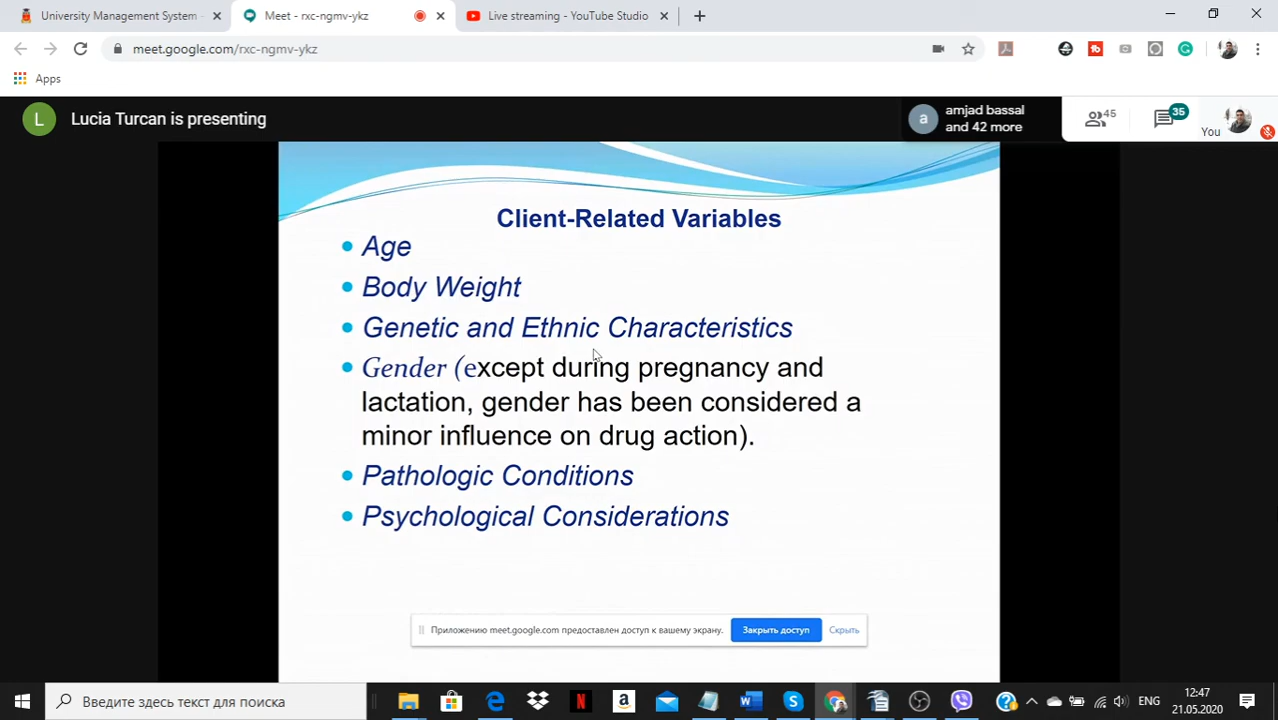 University Management System -
Meet - rxc-ngmv-ykz
Live streaming - YouTube Studio
meet.google.com/rxc-ngmv-ykz
Apps
L
Lucia Turcan is presenting
a
amjad bassal
and 42 more
45
35
You
Client-Related Variables
Age
Body Weight
Genetic and Ethnic Characteristics
Gender (except during pregnancy and
lactation, gender has been considered a
minor influence on drug action).
Pathologic Conditions
Psychological Considerations
Приложению meet.google.com предоставлен доступ к вашему экрану.
Закрыть доступ
Скрыть
Введите здесь текст для поиска
ENG
12:47
21.05.2020